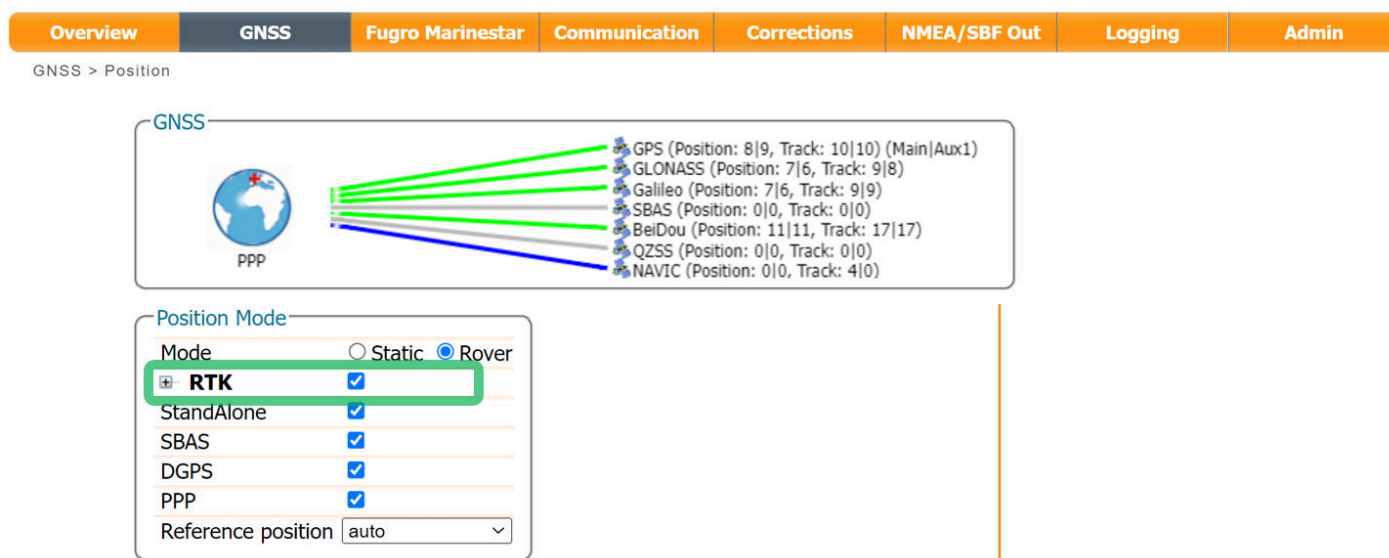 Overview GNSS Fugro Marinestar Communication Corrections NMEA/SBF Out Logging Admin
GNSS > Position
GNSS
GPS (Position: 8|9, Track: 10|10) (Main|Aux1)
GLONASS (Position: 7|6, Track: 9|8)
Galileo (Position: 7|6, Track: 9|9)
SBAS (Position: 0|0, Track: 0|0)
BeiDou (Position: 11|11, Track: 17|17)
QZSS (Position: 0|0, Track: 0|0)
NAVIC (Position: 0|0, Track: 4|0)
PPP
Position Mode
Mode Static Rover
RTK
StandAlone
SBAS
DGPS
PPP
Reference position auto